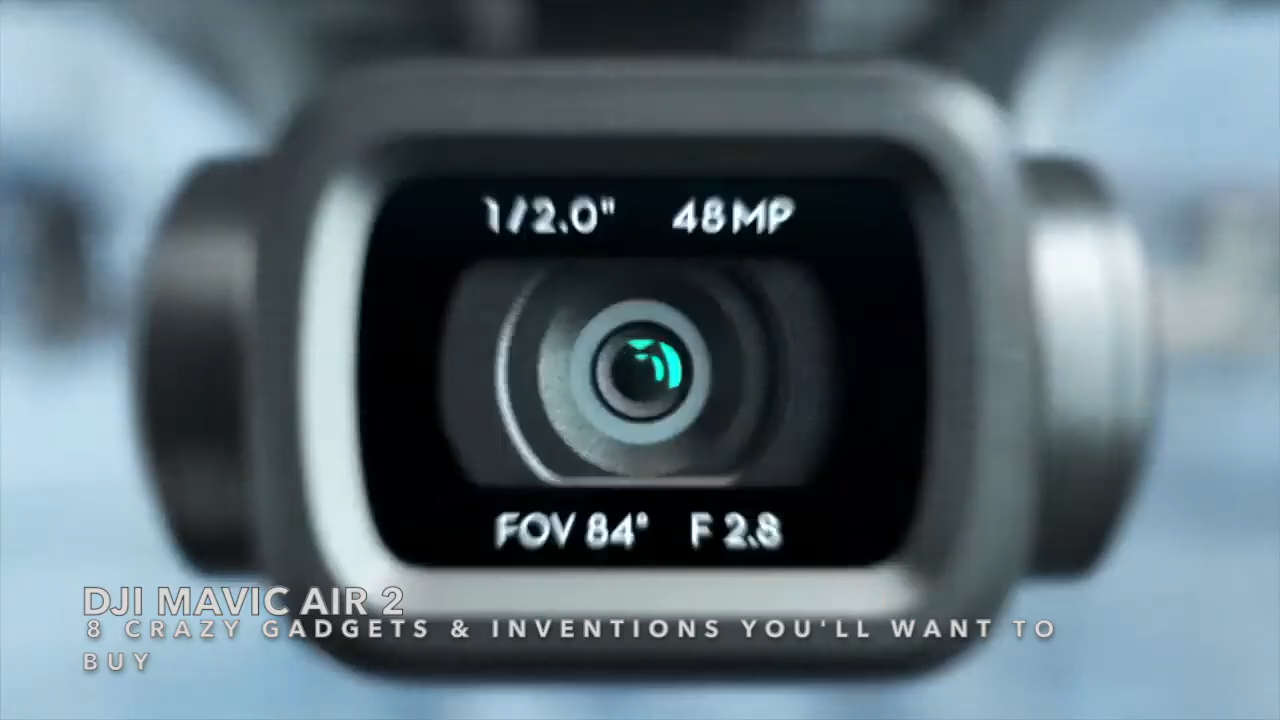 1/2.0" 48MP
FOV 84° F 2.8
DJI MAVIC AIR 2
8 CRAZY GADGETS & INVENTIONS YOU'LL WANT TO
BUY